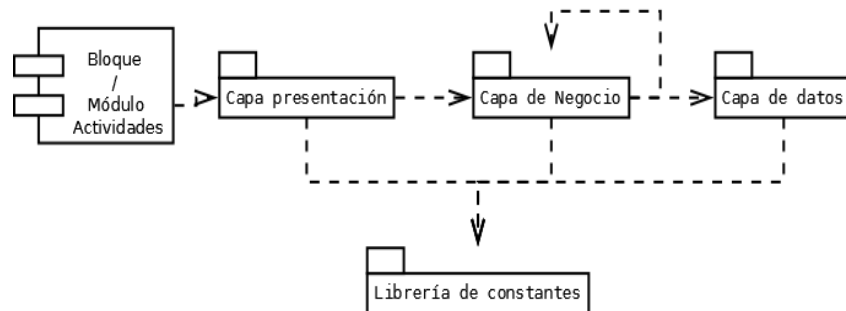 Bloque
/
Módulo
Actividades
Capa presentación
Capa de Negocio
Capa de datos
Librería de constantes